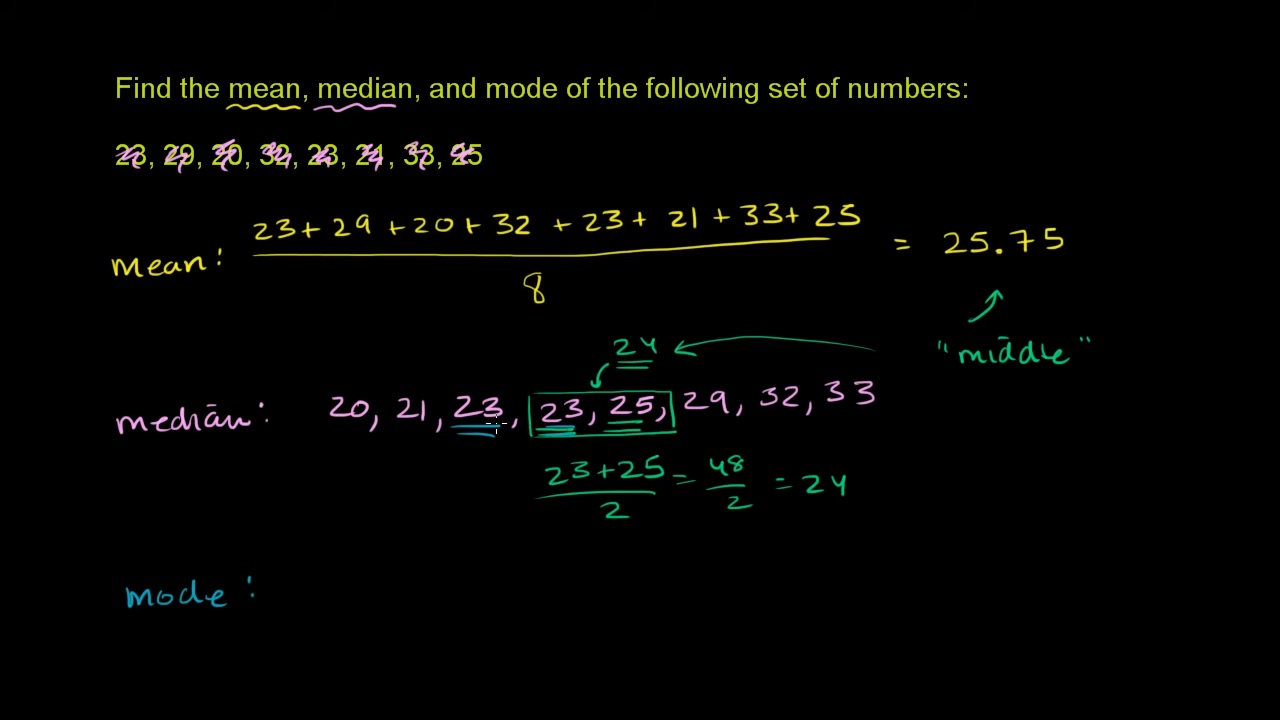 Find the mean, median, and mode of the following set of numbers:
23, 29, 20, 32, 23, 21, 33, 25
mean: 23 + 29 + 20 + 32 + 23 + 21 + 33 + 25 = 25.75
8
24
"middle"
median: 20, 21, 23, 23, 25, 29, 32, 33
23 + 25 = 48 = 24
2 2
mode: